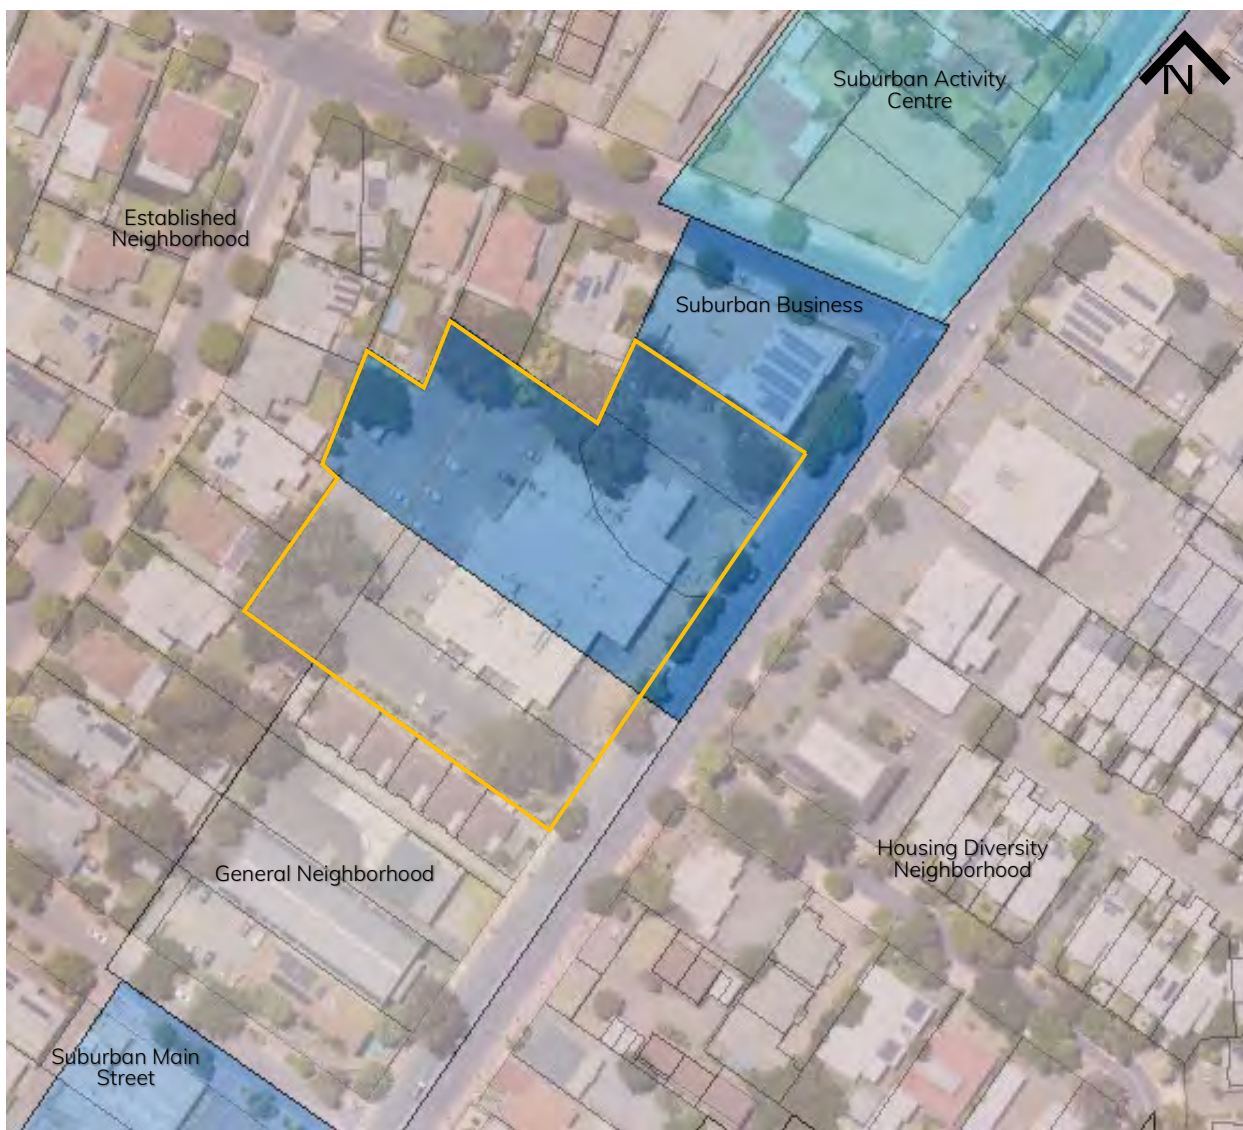 Suburban Activity
Centre
N
Established
Neighborhood
Suburban Business
Housing Diversity
Neighborhood
General Neighborhood
Suburban Main
Street